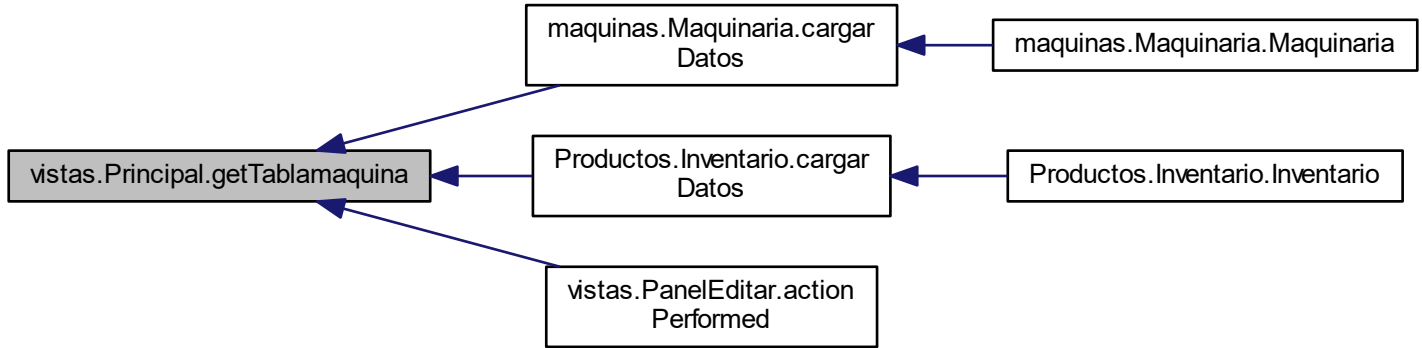 maquinas.Maquinaria.cargar
Datos
maquinas.Maquinaria.Maquinaria
vistas.Principal.getTablamaquina
Productos.Inventario.cargar
Datos
Productos.Inventario.Inventario
vistas.PanelEditar.action
Performed